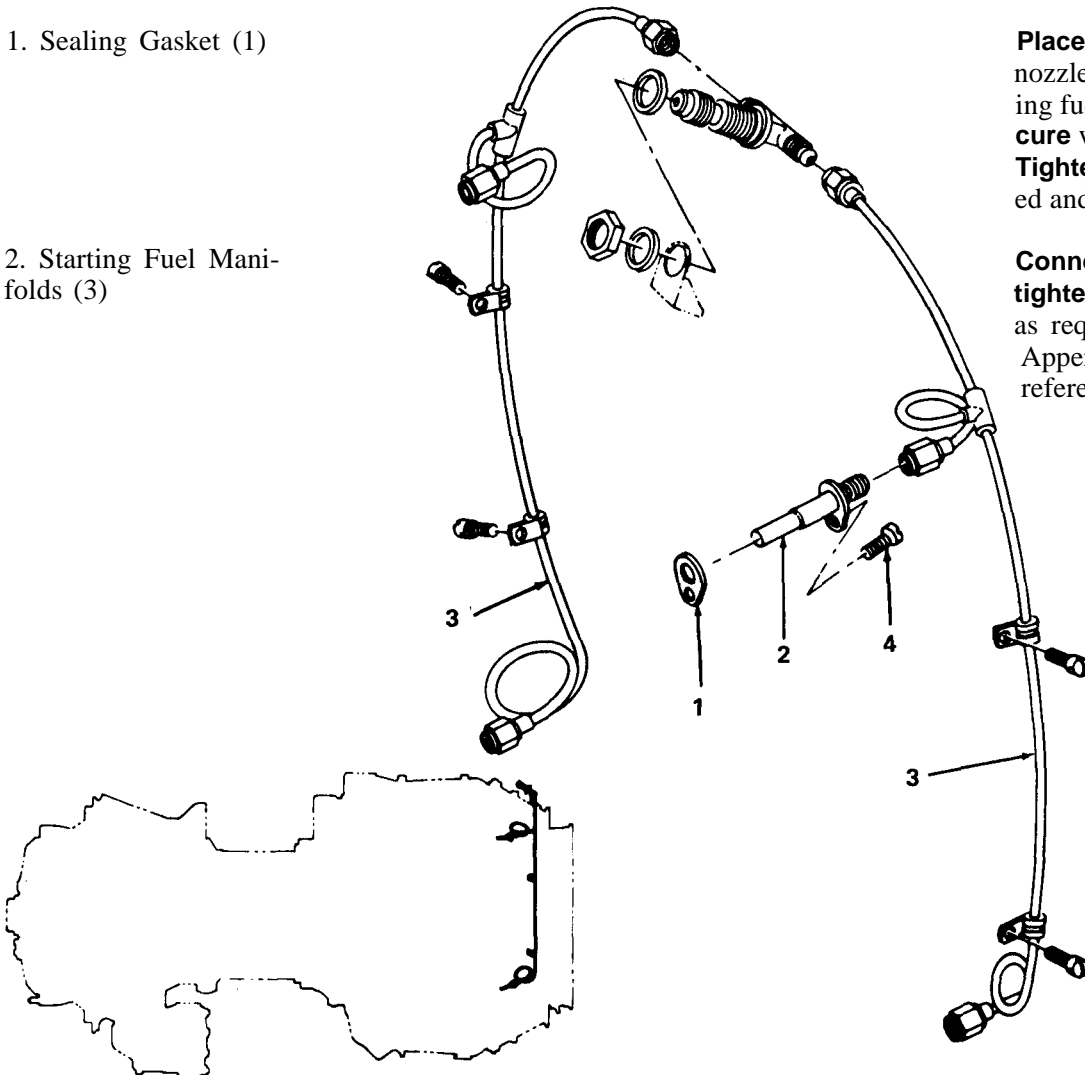 1. Sealing Gasket (1)
2. Starting Fuel Mani-
folds (3)
Place
nozzle
ing fu
cure
Tighte
ed and
Conne
tighte
as req
Appen
refere
3
1
2
4
3